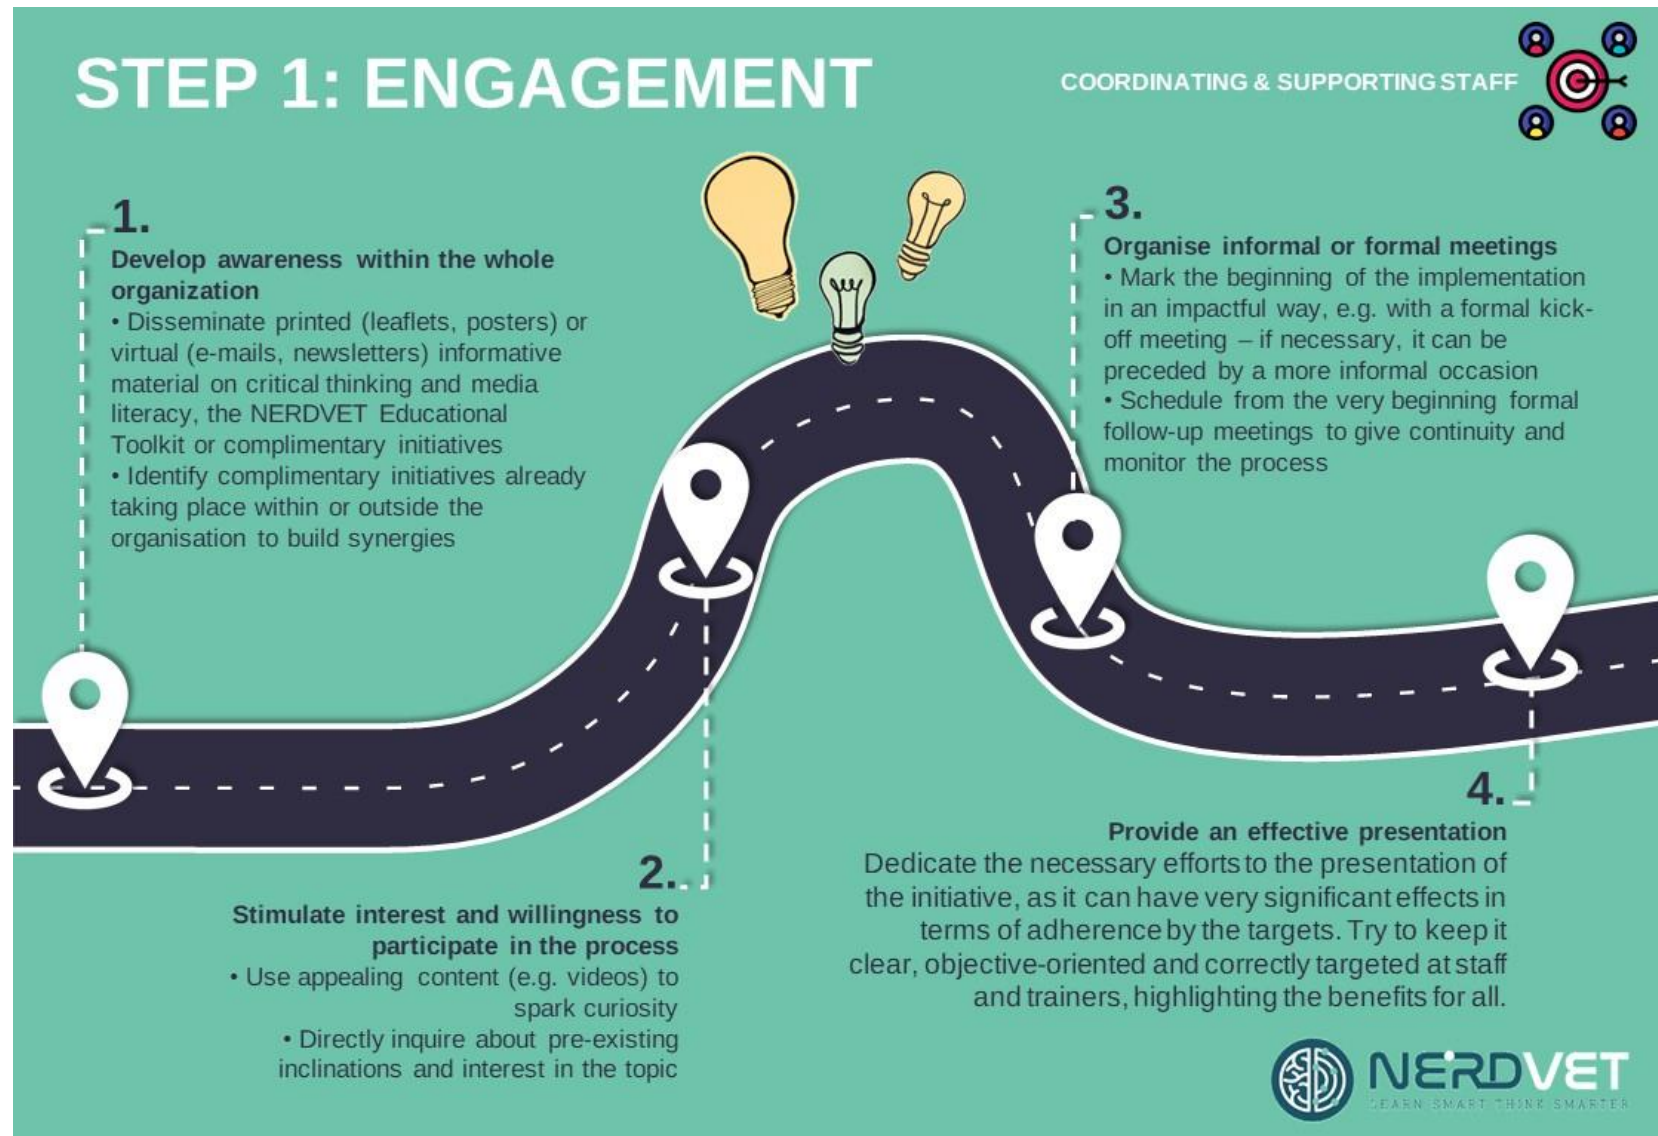 STEP 1: ENGAGEMENT
COORDINATING & SUPPORTING STAFF
1.
Develop awareness within the whole
organization
• Disseminate printed (leaflets, posters) or
virtual (e-mails, newsletters) informative
material on critical thinking and media
literacy, the NERDVET Educational
Toolkit or complimentary initiatives
• Identify complimentary initiatives already
taking place within or outside the
organisation to build synergies
2.
Stimulate interest and willingness to
participate in the process
• Use appealing content (e.g. videos) to
spark curiosity
• Directly inquire about pre-existing
inclinations and interest in the topic
3.
Organise informal or formal meetings
• Mark the beginning of the implementation
in an impactful way, e.g. with a formal kick-
off meeting – if necessary, it can be
preceded by a more informal occasion
• Schedule from the very beginning formal
follow-up meetings to give continuity and
monitor the process
4.
Provide an effective presentation
Dedicate the necessary efforts to the presentation of
the initiative, as it can have very significant effects in
terms of adherence by the targets. Try to keep it
clear, objective-oriented and correctly targeted at staff
and trainers, highlighting the benefits for all.
NERDVET
LEARN SMART THINK SMARTER